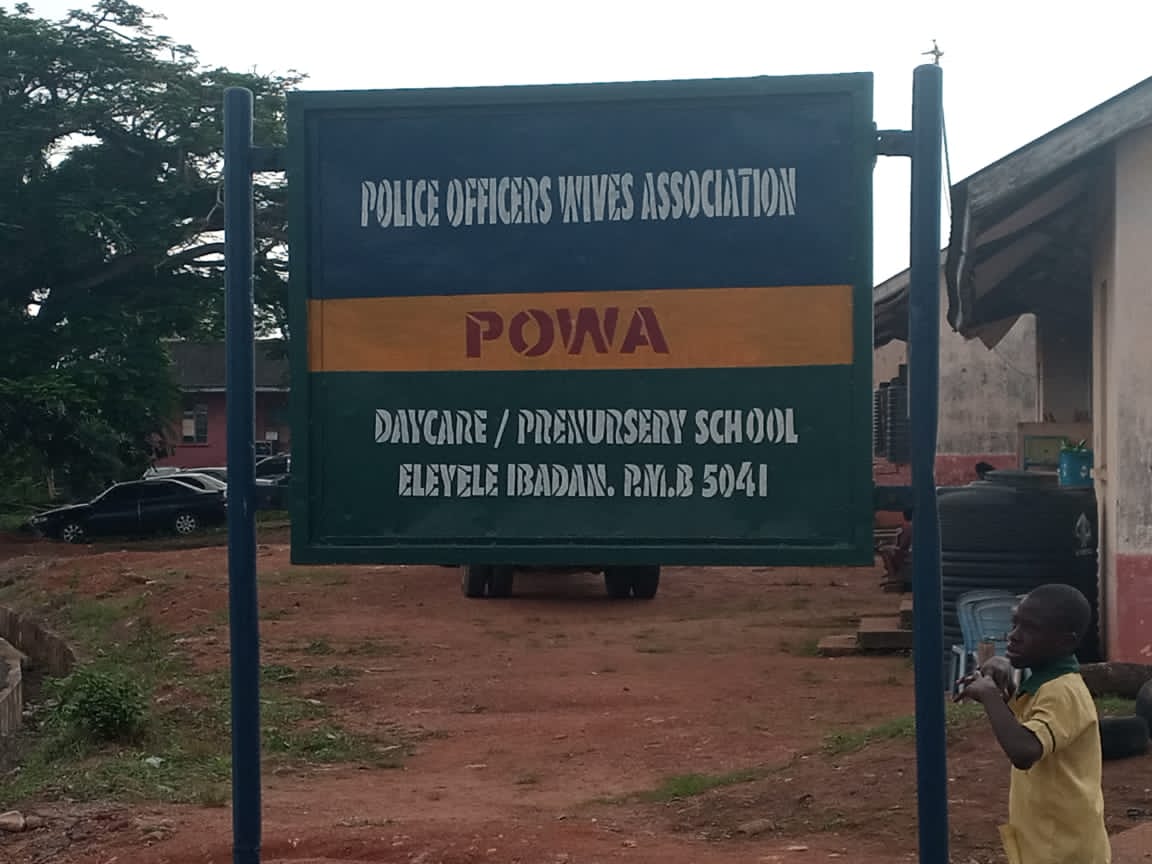 POLICE OFFICERS WIVES ASSOCIATION
POWA
DAYCARE / PRENURSERY SCHOOL
ELEYELE IBADAN. P.M.B 5041